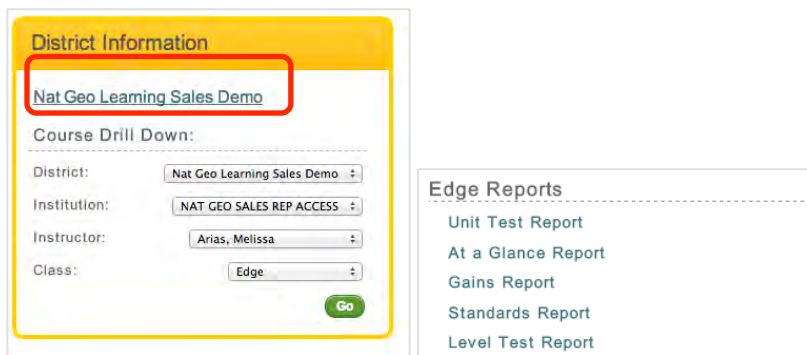 District Information
Nat Geo Learning Sales Demo
Course Drill Down:
District: Nat Geo Learning Sales Demo
Institution: NAT GEO SALES REP ACCESS
Instructor: Arias, Melissa
Class: Edge
Go
Edge Reports
Unit Test Report
At a Glance Report
Gains Report
Standards Report
Level Test Report